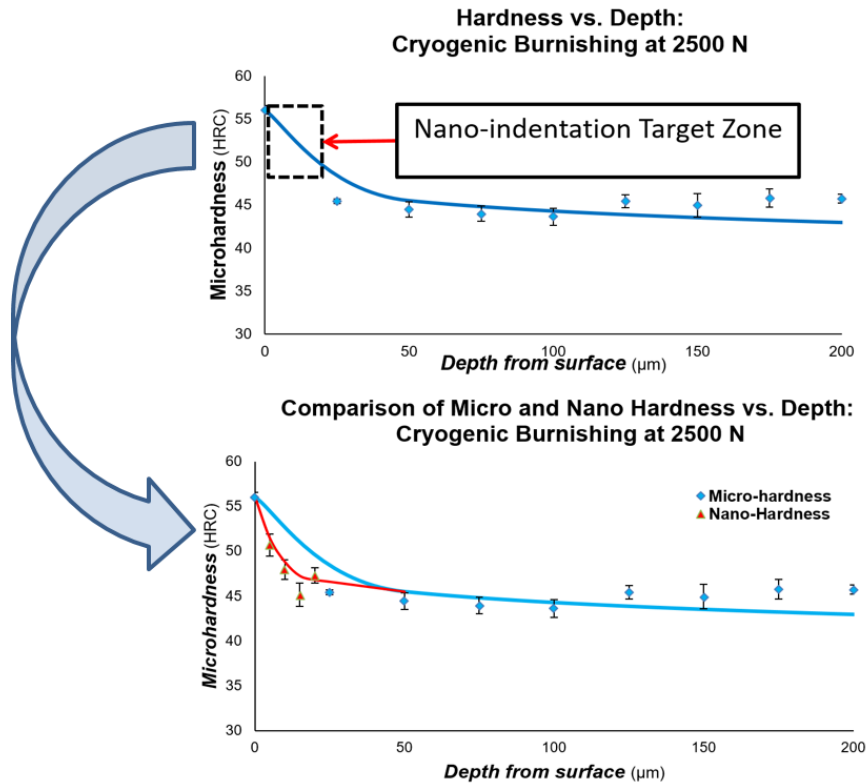 Hardness vs. Depth:
Cryogenic Burnishing at 2500 N
60
55
50
45
40
35
30
Microhardness (HRC)
Nano-indentation Target Zone
0
50
100
150
200
Depth from surface (µm)
Comparison of Micro and Nano Hardness vs. Depth:
Cryogenic Burnishing at 2500 N
60
55
50
45
40
35
30
Microhardness (HRC)
Micro-hardness
Nano-Hardness
0
50
100
150
200
Depth from surface (µm)